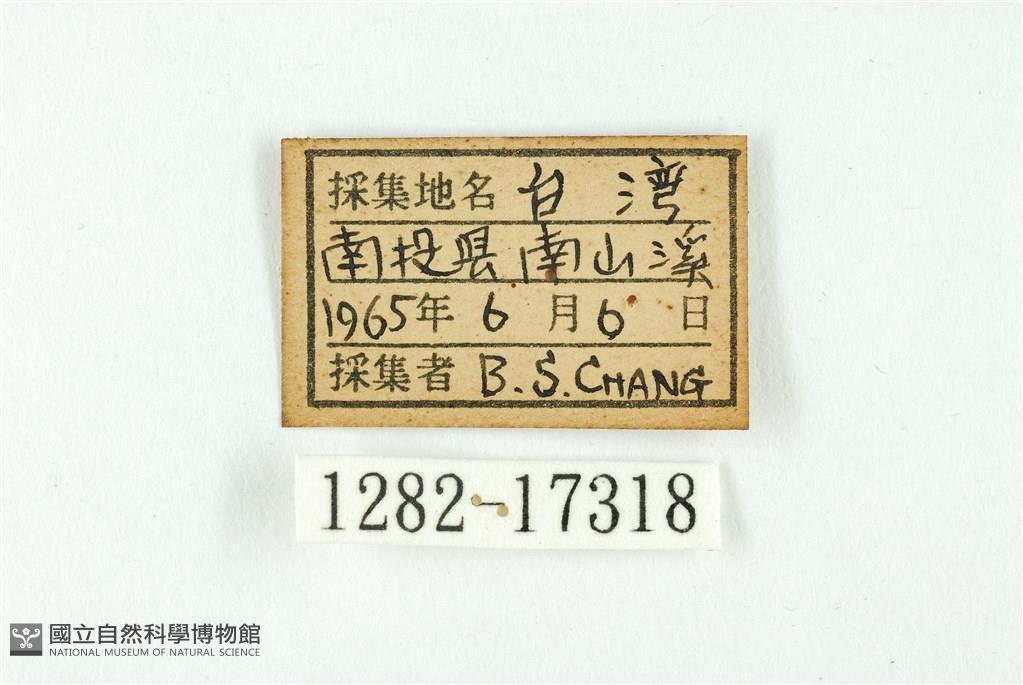 採集地名 台湾
南投県南山溪
1965年 6 月 6 日
採集者 B.S.CHANG
1282-17318
國立自然科學博物館
NATIONAL MUSEUM OF NATURAL SCIENCE